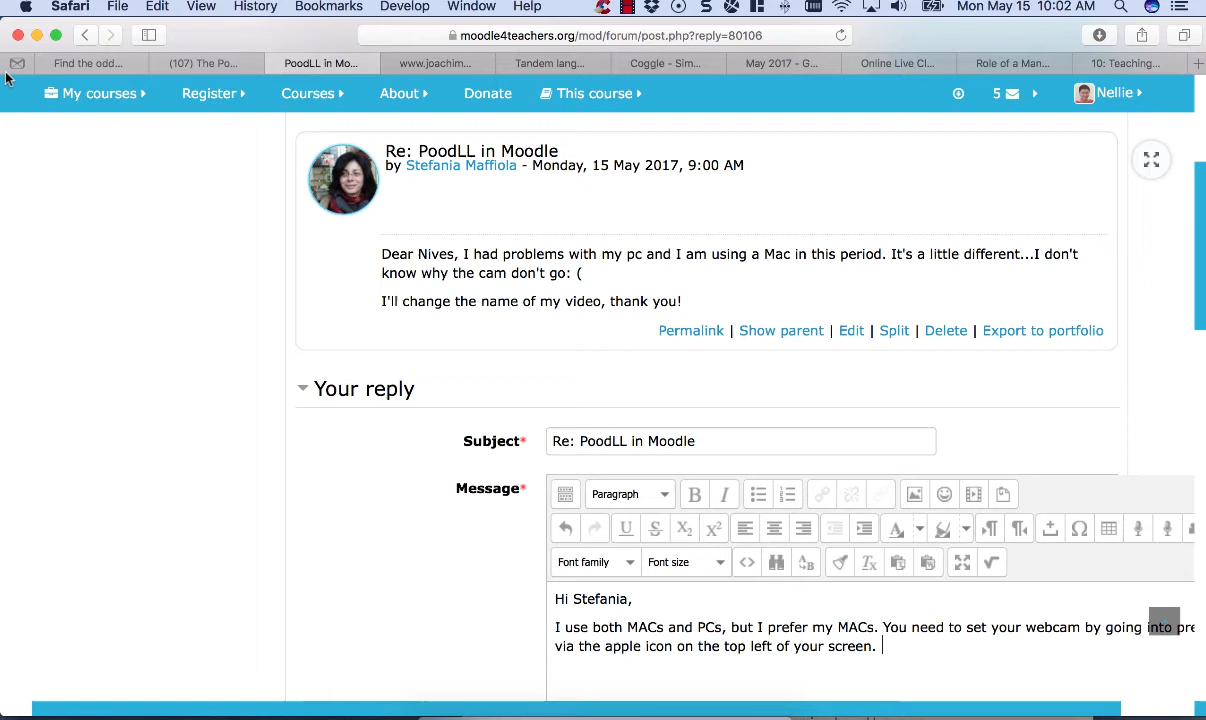 Safari File Edit View History Bookmarks Develop Window Help Mon May 15 10:02 AM
moodle4teachers.org/mod/forum/post.php?reply=80106
Find the odd... (107) The Po... PoodLL in Mo... www.joachim... Tandem lang... Coggle - Sim... May 2017 - G... Online Live Cl... Role of a Man... 10: Teaching...
My courses Register Courses About Donate This course 5 Nellie
Re: PoodLL in Moodle
by Stefania Maffiola - Monday, 15 May 2017, 9:00 AM
Dear Nives, I had problems with my pc and I am using a Mac in this period. It's a little different...I don't
know why the cam don't go: (
I'll change the name of my video, thank you!
Permalink | Show parent | Edit | Split | Delete | Export to portfolio
Your reply
Subject* Re: PoodLL in Moodle
Message*
Paragraph B I
U S X₂ X² A Ω
Font family Font size <> Tx
Hi Stefania,
I use both MACs and PCs, but I prefer my MACs. You need to set your webcam by going into pre
via the apple icon on the top left of your screen.